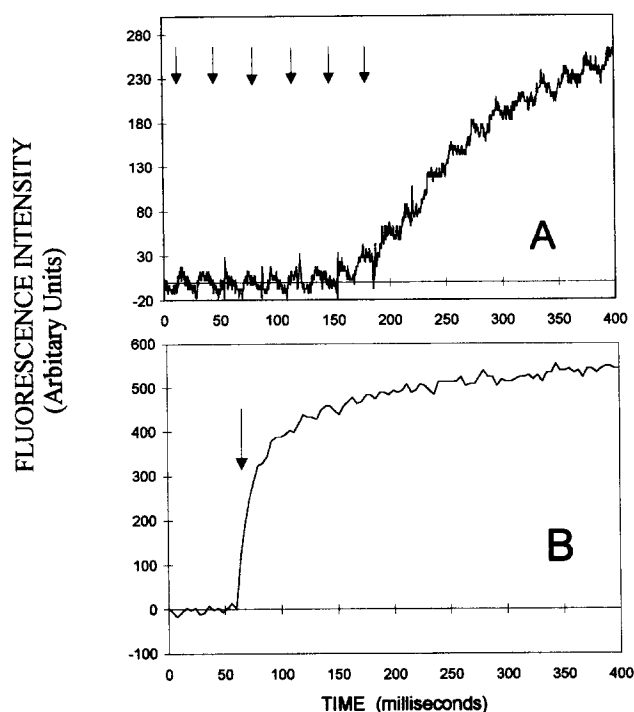 FLUORESCENCE INTENSITY
(Arbitary Units)
280
230
180
130
80
30
-20
0 50 100 150 200 250 300 350 400
A
600
500
400
300
200
100
0
-100
0 50 100 150 200 250 300 350 400
B
TIME (milliseconds)